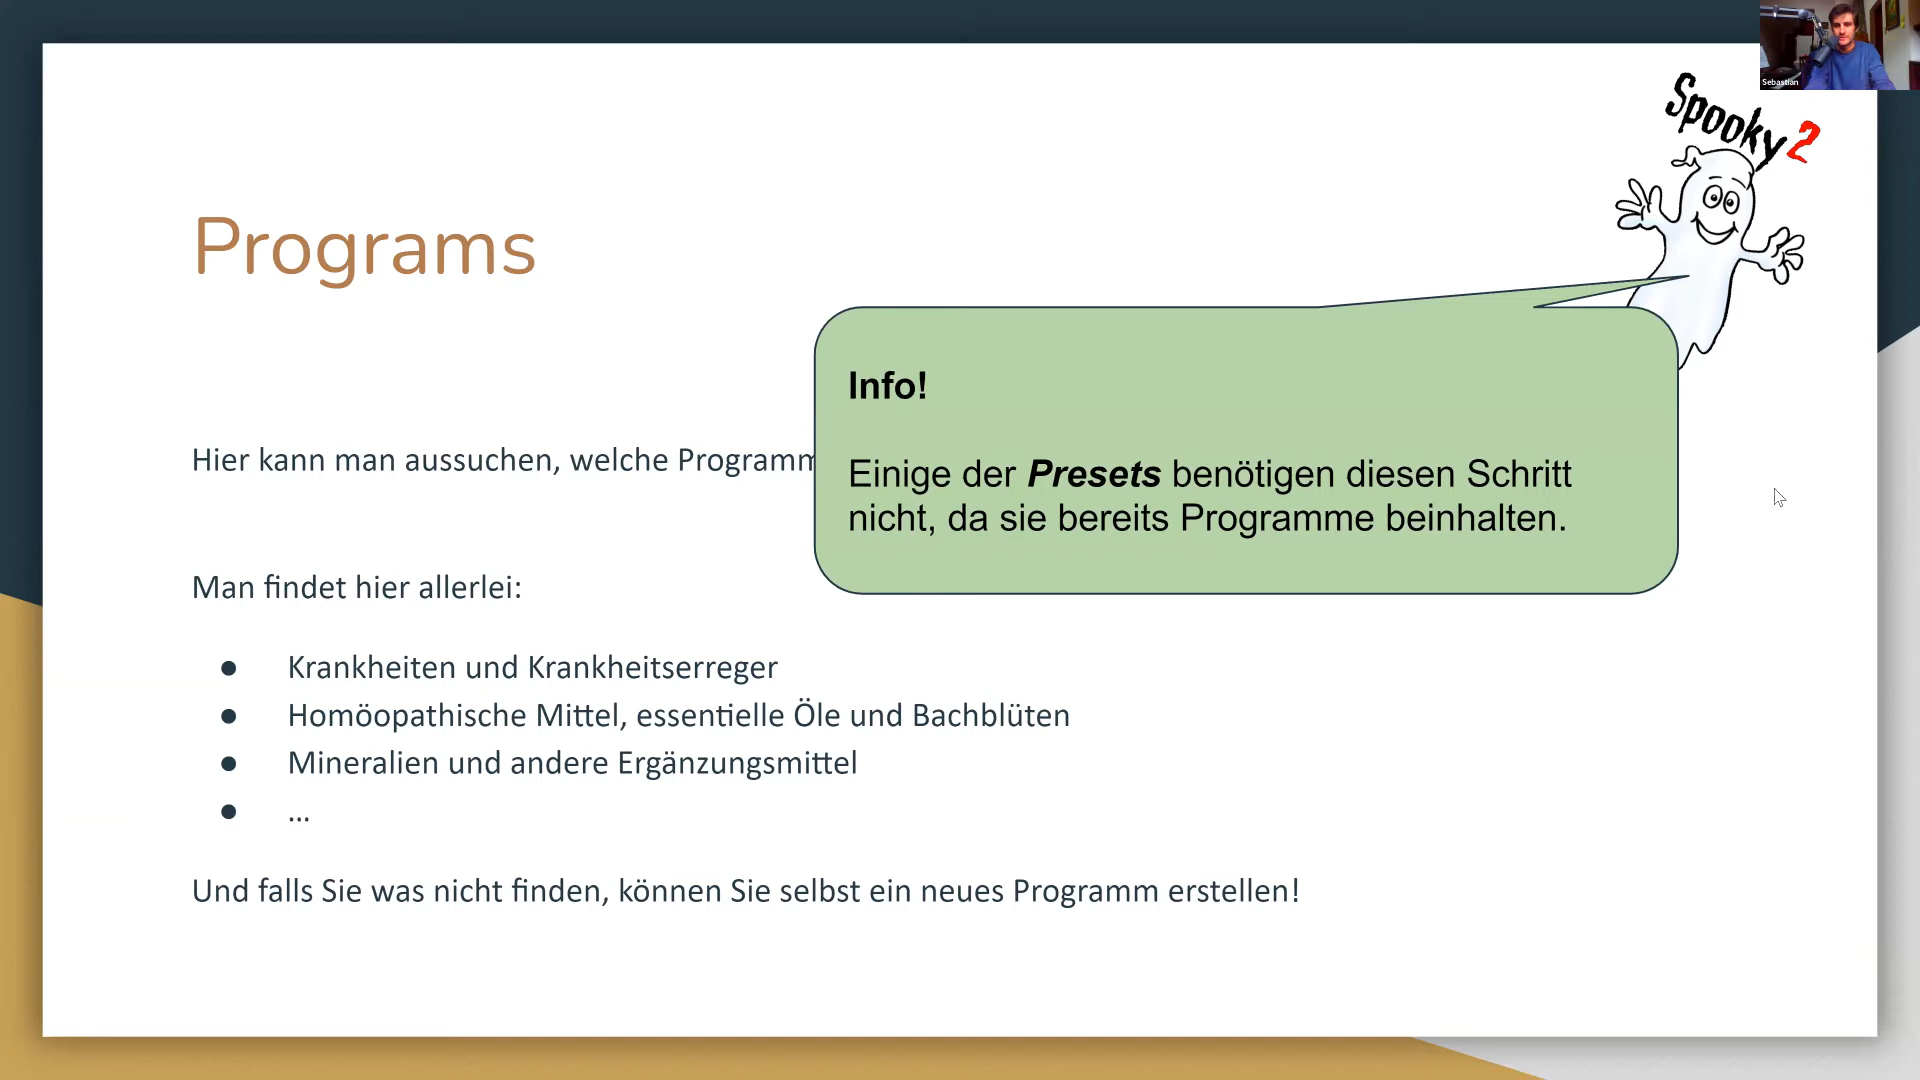 Sebastian
Spooky2
Programs
Info!
Hier kann man aussuchen, welche
Einige der Presets benötigen diesen Schritt
nicht, da sie bereits Programme beinhalten.
Man findet hier allerlei:
● Krankheiten und Krankheitserreger
● Homöopathische Mittel, essentielle Öle und Bachblüten
● Mineralien und andere Ergänzungsmittel
● ...
Und falls Sie was nicht finden, können Sie selbst ein neues Programm erstellen!